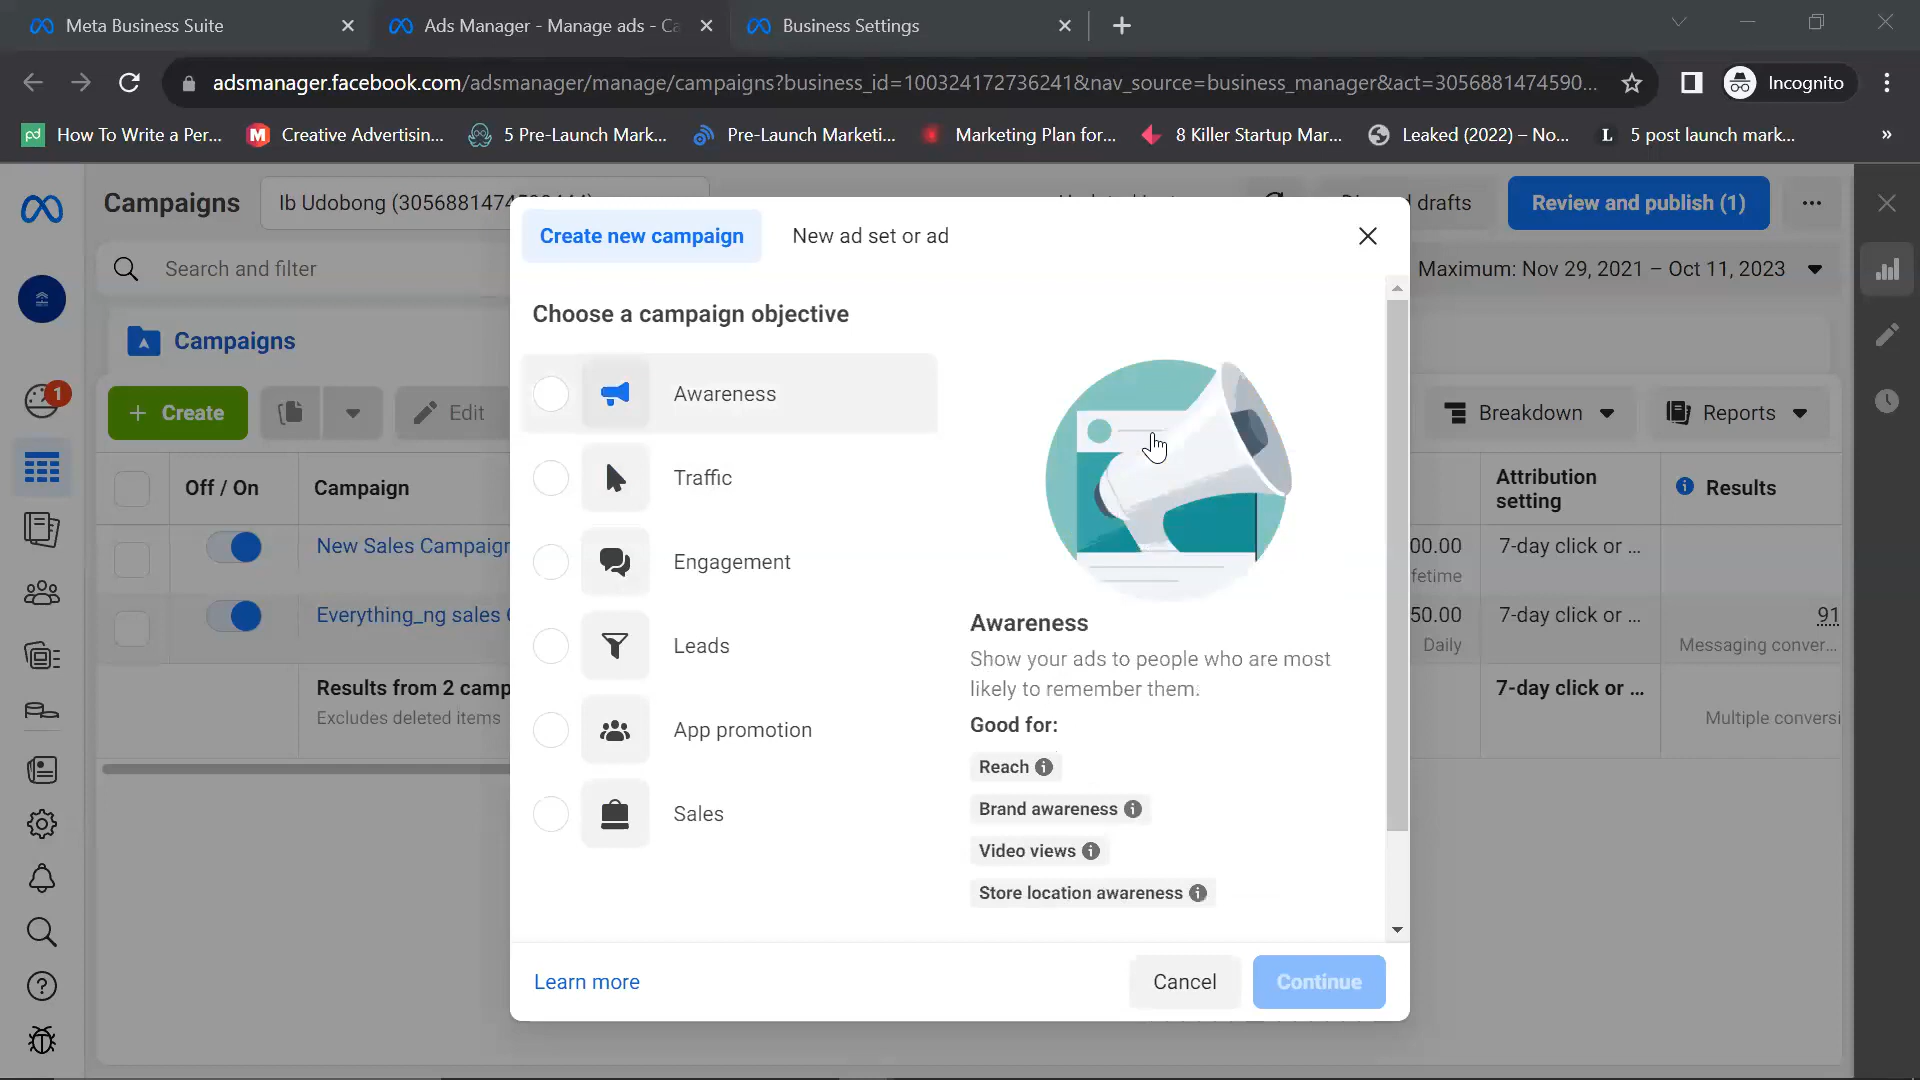 Meta Business Suite
Ads Manager - Manage ads - Ca
Business Settings
adsmanager.facebook.com/adsmanager/manage/campaigns?business_id=100324172736241&nav_source=business_manager&act=3056881474590...
Incognito
pd How To Write a Per...
M Creative Advertisin...
5 Pre-Launch Mark...
Pre-Launch Marketi...
Marketing Plan for...
8 Killer Startup Mar...
Leaked (2022) – No...
L 5 post launch mark...
»
Campaigns
Ib Udobong
drafts
Review and publish (1)
...
Search and filter
Maximum: Nov 29, 2021 – Oct 11, 2023
Campaigns
1
+ Create
Edit
Breakdown
Reports
Off / On
Campaign
Attribution
setting
Results
New Sales Campaign
00.00
7-day click or ...
fetime
Everything_ng sales
50.00
7-day click or ...
91
Daily
Messaging conver...
Results from 2 camp
7-day click or ...
Excludes deleted items
Multiple conversi
Create new campaign
New ad set or ad
Choose a campaign objective
Awareness
Traffic
Engagement
Leads
App promotion
Sales
Awareness
Show your ads to people who are most
likely to remember them.
Good for:
Reach
Brand awareness
Video views
Store location awareness
Learn more
Cancel
Continue